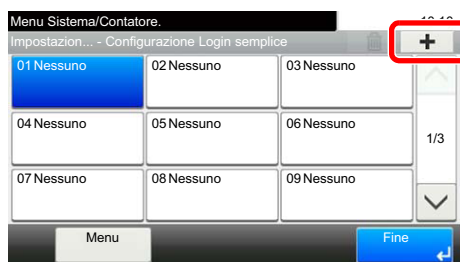 Menu Sistema/Contatore.
Impostazion... - Configurazione Login semplice
01 Nessuno
02 Nessuno
03 Nessuno
04 Nessuno
05 Nessuno
06 Nessuno
1/3
07 Nessuno
08 Nessuno
09 Nessuno
Menu
Fine